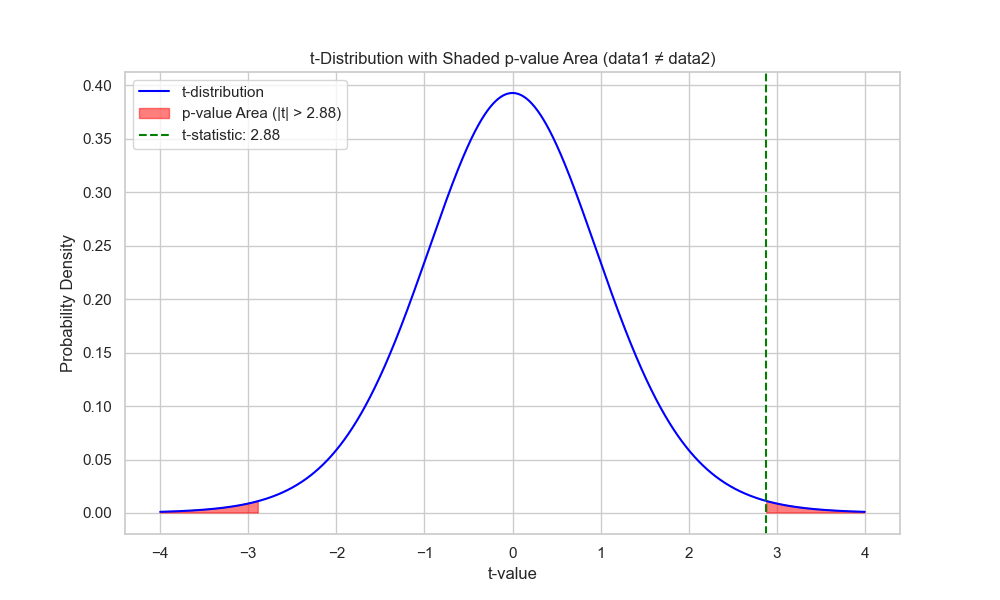 t-Distribution with Shaded p-value Area (data1 ≠ data2)
t-distribution
p-value Area (|t| > 2.88)
t-statistic: 2.88
0.40
0.35
0.30
0.25
0.20
0.15
0.10
0.05
0.00
Probability Density
−4 −3 −2 −1 0 1 2 3 4
t-value